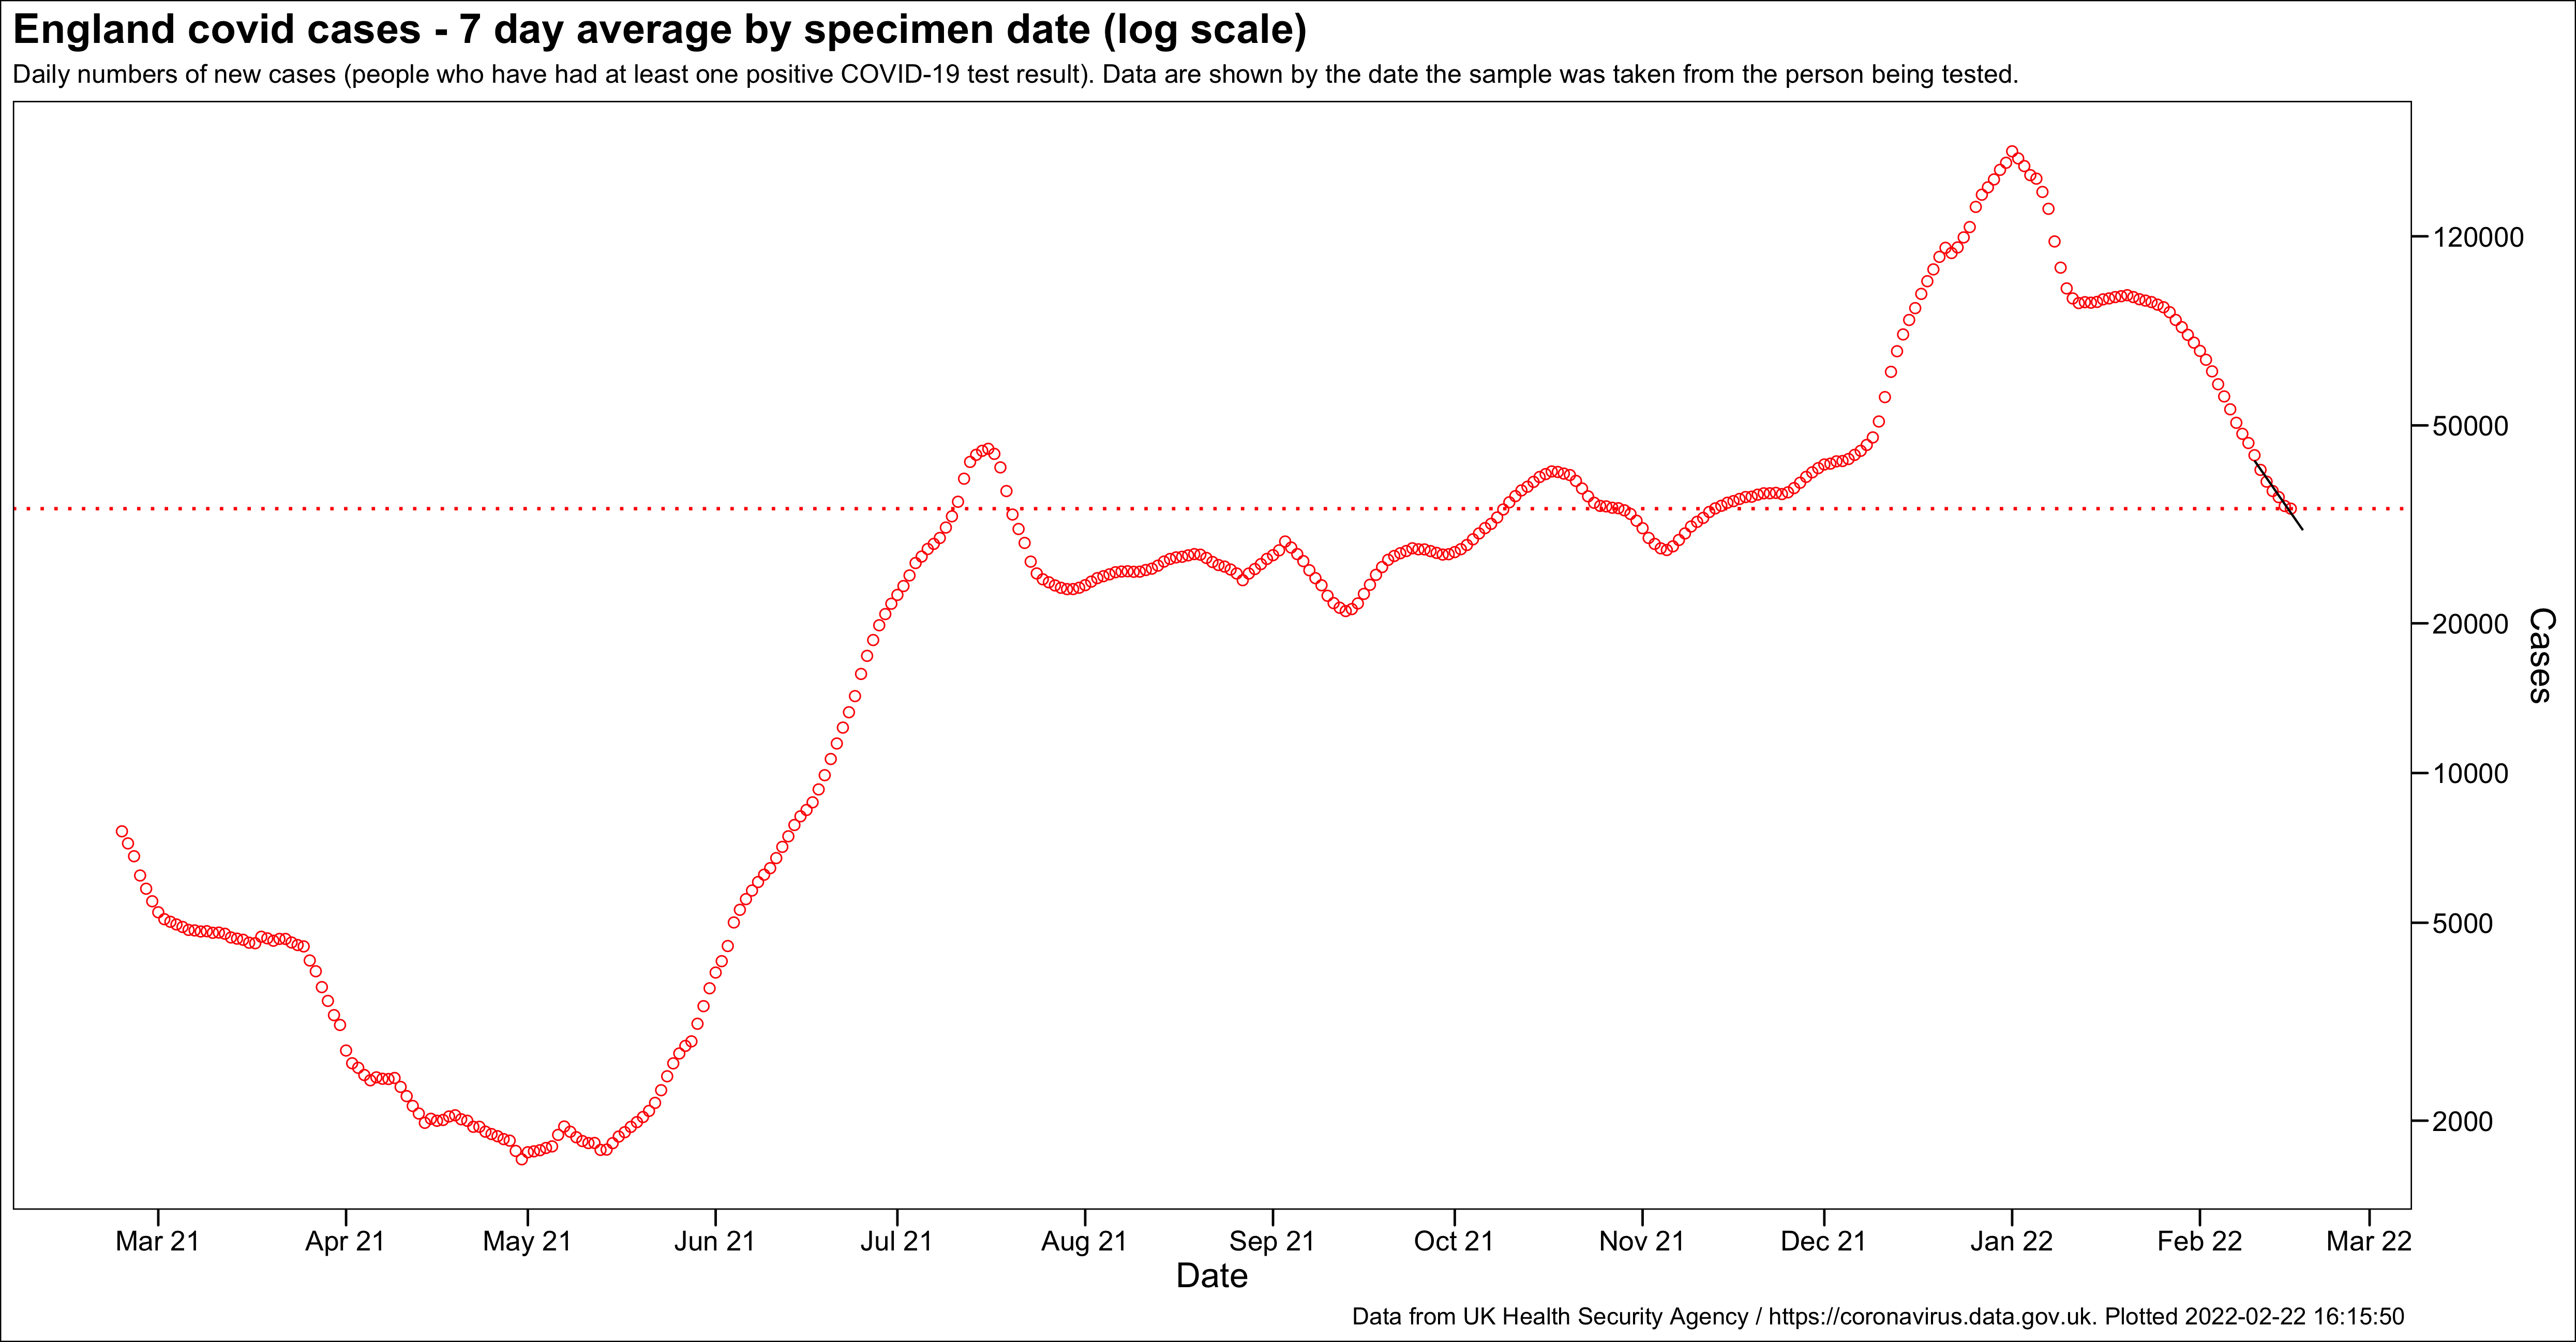 England covid cases - 7 day average by specimen date (log scale)
Daily numbers of new cases (people who have had at least one positive COVID-19 test result). Data are shown by the date the sample was taken from the person being tested.
120000
50000
20000
10000
5000
2000
Cases
Mar 21 Apr 21 May 21 Jun 21 Jul 21 Aug 21 Sep 21 Oct 21 Nov 21 Dec 21 Jan 22 Feb 22 Mar 22
Date
Data from UK Health Security Agency / https://coronavirus.data.gov.uk. Plotted 2022-02-22 16:15:50